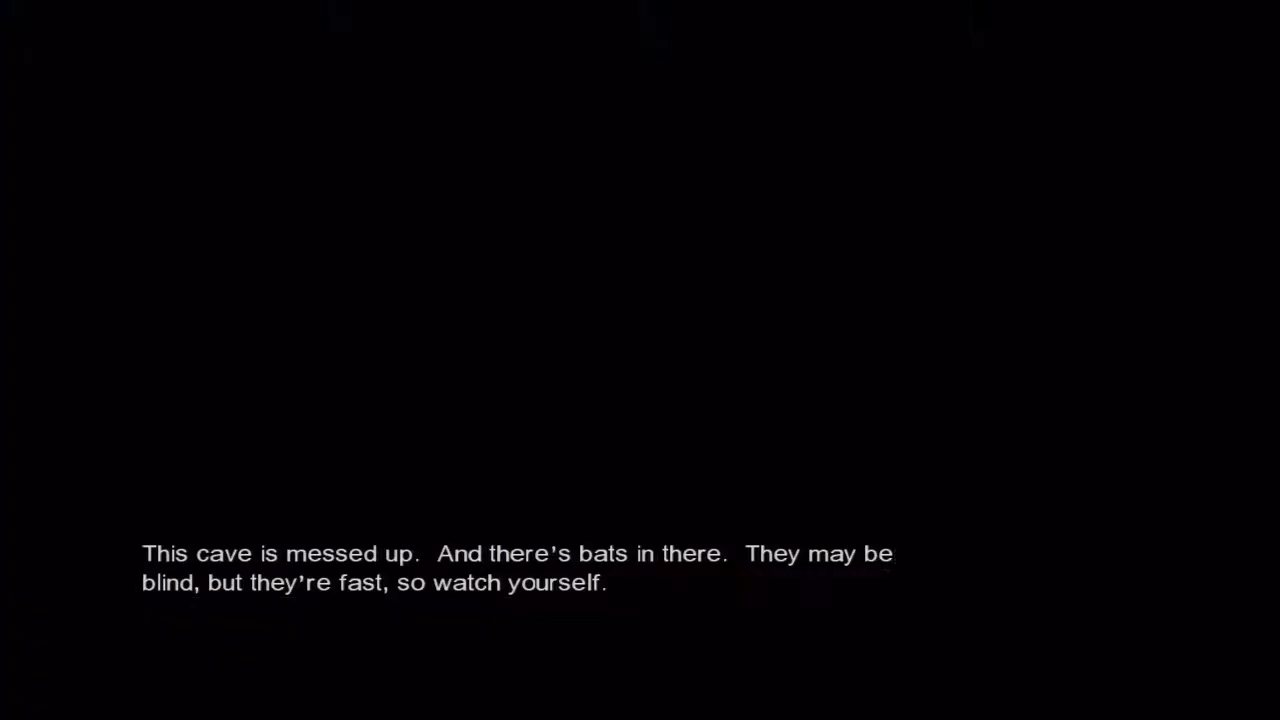 This cave is messed up.  And there's bats in there.  They may be
blind, but they're fast, so watch yourself.